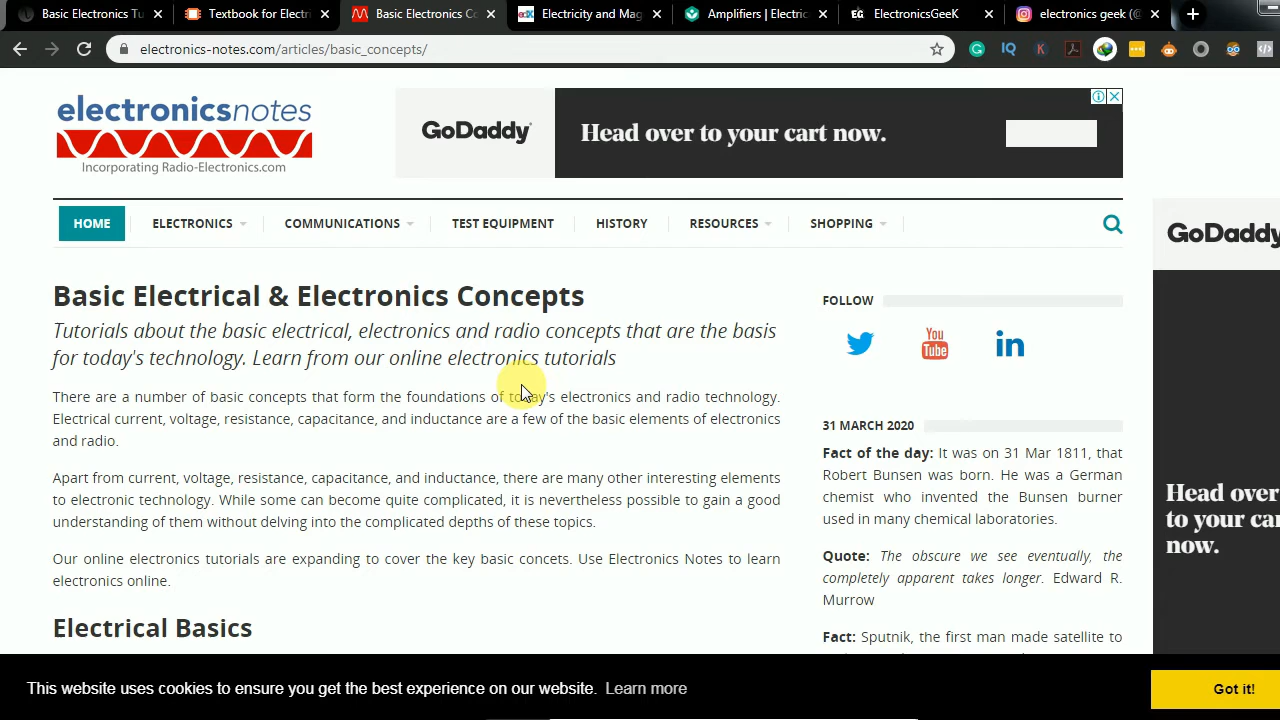 Basic Electronics Tu
Textbook for Electri
Basic Electronics Co
Electricity and Mag
Amplifiers | Electric
ElectronicsGeeK
electronics geek (@
electronics-notes.com/articles/basic_concepts/
electronicsnotes
Incorporating Radio-Electronics.com
GoDaddy
Head over to your cart now.
HOME
ELECTRONICS
COMMUNICATIONS
TEST EQUIPMENT
HISTORY
RESOURCES
SHOPPING
GoDaddy
Basic Electrical & Electronics Concepts
Tutorials about the basic electrical, electronics and radio concepts that are the basis
for today's technology. Learn from our online electronics tutorials
There are a number of basic concepts that form the foundations of today's electronics and radio technology.
Electrical current, voltage, resistance, capacitance, and inductance are a few of the basic elements of electronics
and radio.
Apart from current, voltage, resistance, capacitance, and inductance, there are many other interesting elements
to electronic technology. While some can become quite complicated, it is nevertheless possible to gain a good
understanding of them without delving into the complicated depths of these topics.
Our online electronics tutorials are expanding to cover the key basic concets. Use Electronics Notes to learn
electronics online.
Electrical Basics
FOLLOW
You
Tube
in
31 MARCH 2020
Fact of the day: It was on 31 Mar 1811, that
Robert Bunsen was born. He was a German
chemist who invented the Bunsen burner
used in many chemical laboratories.
Quote: The obscure we see eventually, the
completely apparent takes longer. Edward R.
Murrow
Fact: Sputnik, the first man made satellite to
Head over
to your car
now.
This website uses cookies to ensure you get the best experience on our website. Learn more
Got it!